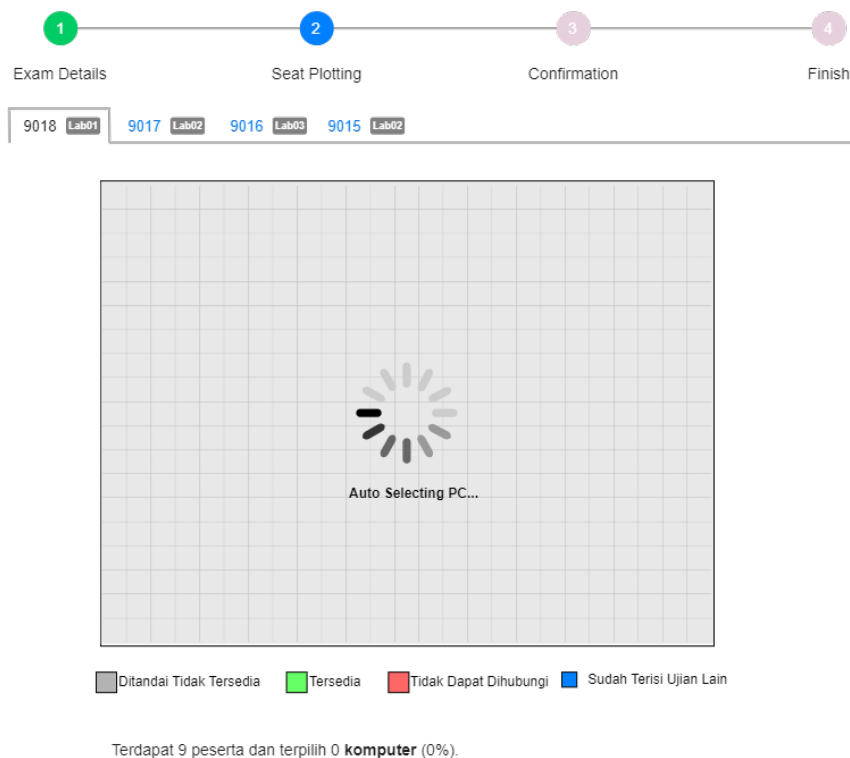 1 2 3 4
Exam Details Seat Plotting Confirmation Finish
9018 Lab01 9017 Lab02 9016 Lab03 9015 Lab02
Auto Selecting PC...
Ditandai Tidak Tersedia Tersedia Tidak Dapat Dihubungi Sudah Terisi Ujian Lain
Terdapat 9 peserta dan terpilih 0 komputer (0%).